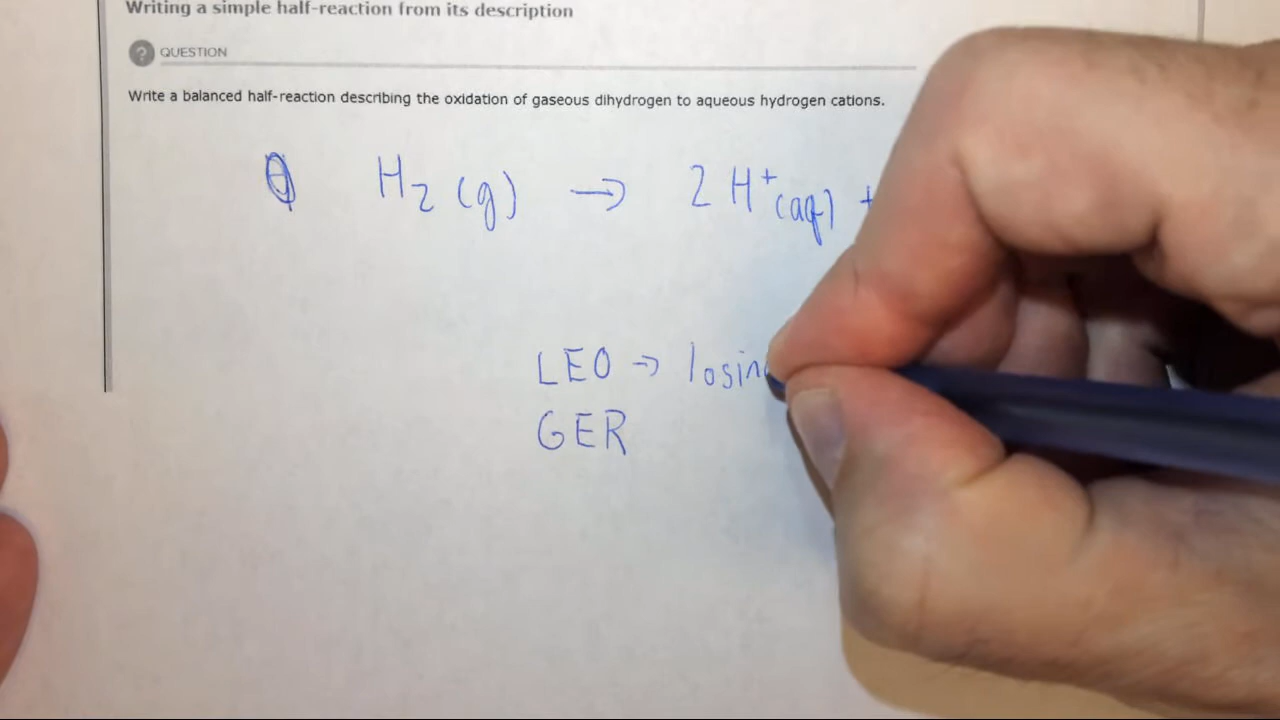 Writing a simple half-reaction from its description
? QUESTION
Write a balanced half-reaction describing the oxidation of gaseous dihydrogen to aqueous hydrogen cations.
H₂ (g) → 2 H⁺(aq) +
LEO → losin
GER